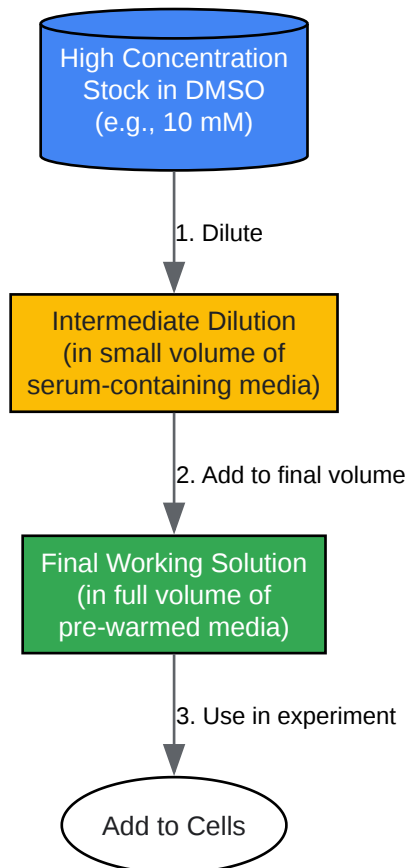 High Concentration
Stock in DMSO
(e.g., 10 mM)
1. Dilute
Intermediate Dilution
(in small volume of
serum-containing media)
2. Add to final volume
Final Working Solution
(in full volume of
pre-warmed media)
3. Use in experiment
Add to Cells